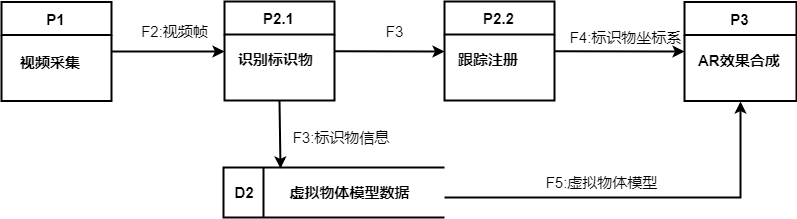 P1
视频采集
F2:视频帧
P2.1
识别标识物
F3
P2.2
跟踪注册
F4:标识物坐标系
P3
AR效果合成
F3:标识物信息
D2
虚拟物体模型数据
F5:虚拟物体模型